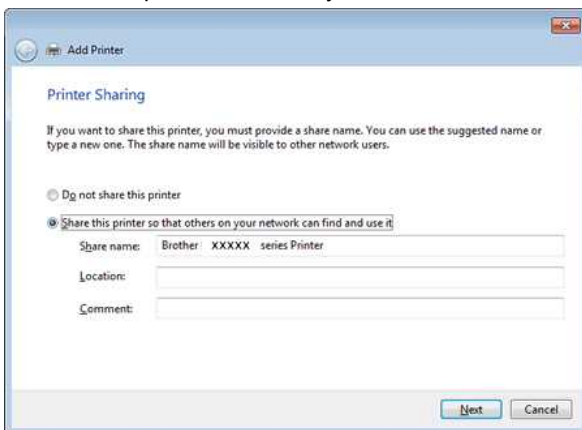 Add Printer
Printer Sharing
If you want to share this printer, you must provide a share name. You can use the suggested name or
type a new one. The share name will be visible to other network users.
Do not share this printer
Share this printer so that others on your network can find and use it
Share name: Brother XXXXX series Printer
Location:
Comment:
Next Cancel